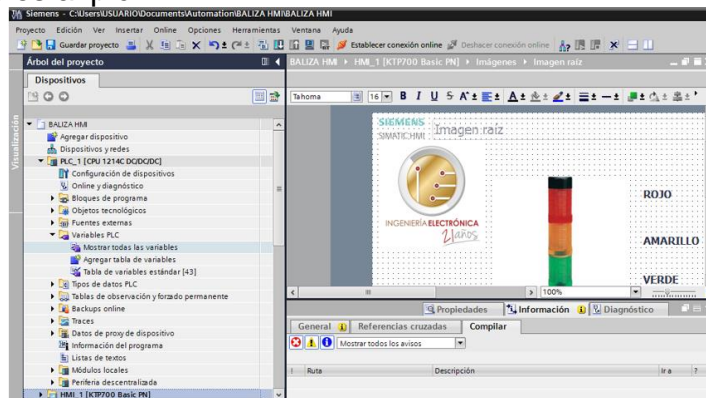 Siemens - C:\Users\USUARIO\Documents\Automation\BALIZA HMI\BALIZA HMI
Proyecto Edición Ver Insertar Online Opciones Herramientas Ventana Ayuda
Guardar proyecto Establecer conexión online Deshacer conexión online
Árbol del proyecto
BALIZA HMI HMI_1 [KTP700 Basic PN] Imágenes Imagen raíz
Dispositivos
Tahoma 16 B I U S A
Visualización
BALIZA HMI
Agregar dispositivo
Dispositivos y redes
PLC_1 [CPU 1214C DC/DC/DC]
Configuración de dispositivos
Online y diagnóstico
Bloques de programa
Objetos tecnológicos
Fuentes externas
Variables PLC
Mostrar todas las variables
Agregar tabla de variables
Tabla de variables estándar [43]
Tipos de datos PLC
Tablas de observación y forzado permanente
Backups online
Traces
Datos de proxy de dispositivo
Información del programa
Listas de textos
Módulos locales
Periferia descentralizada
HMI_1 [KTP700 Basic PN]
SIEMENS
SIMATIC HMI
Imagen raíz
INGENIERÍA ELECTRÓNICA
21 años
ROJO
AMARILLO
VERDE
100%
Propiedades Información Diagnóstico
General Referencias cruzadas Compilar
Mostrar todos los avisos
! Ruta Descripción Ir a ?